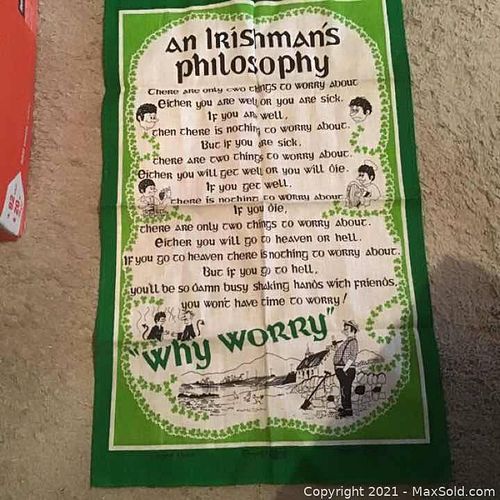 an Irishman's
philosophy
There are only two things to worry about
Either you are well or you are sick.
If you are well,
then there is nothing to worry about.
But if you are sick.
there are two things to worry about.
Either you will get well or you will die.
If you get well.
there is nothing to worry about
If you die,
there are only two things to worry about.
Either you will go to heaven or hell.
If you go to heaven there is nothing to worry about.
But if you go to hell,
you'll be so damn busy shaking hands with friends,
you won't have time to worry!
"Why Worry"
Copyright © 2021 - MaxSold.com